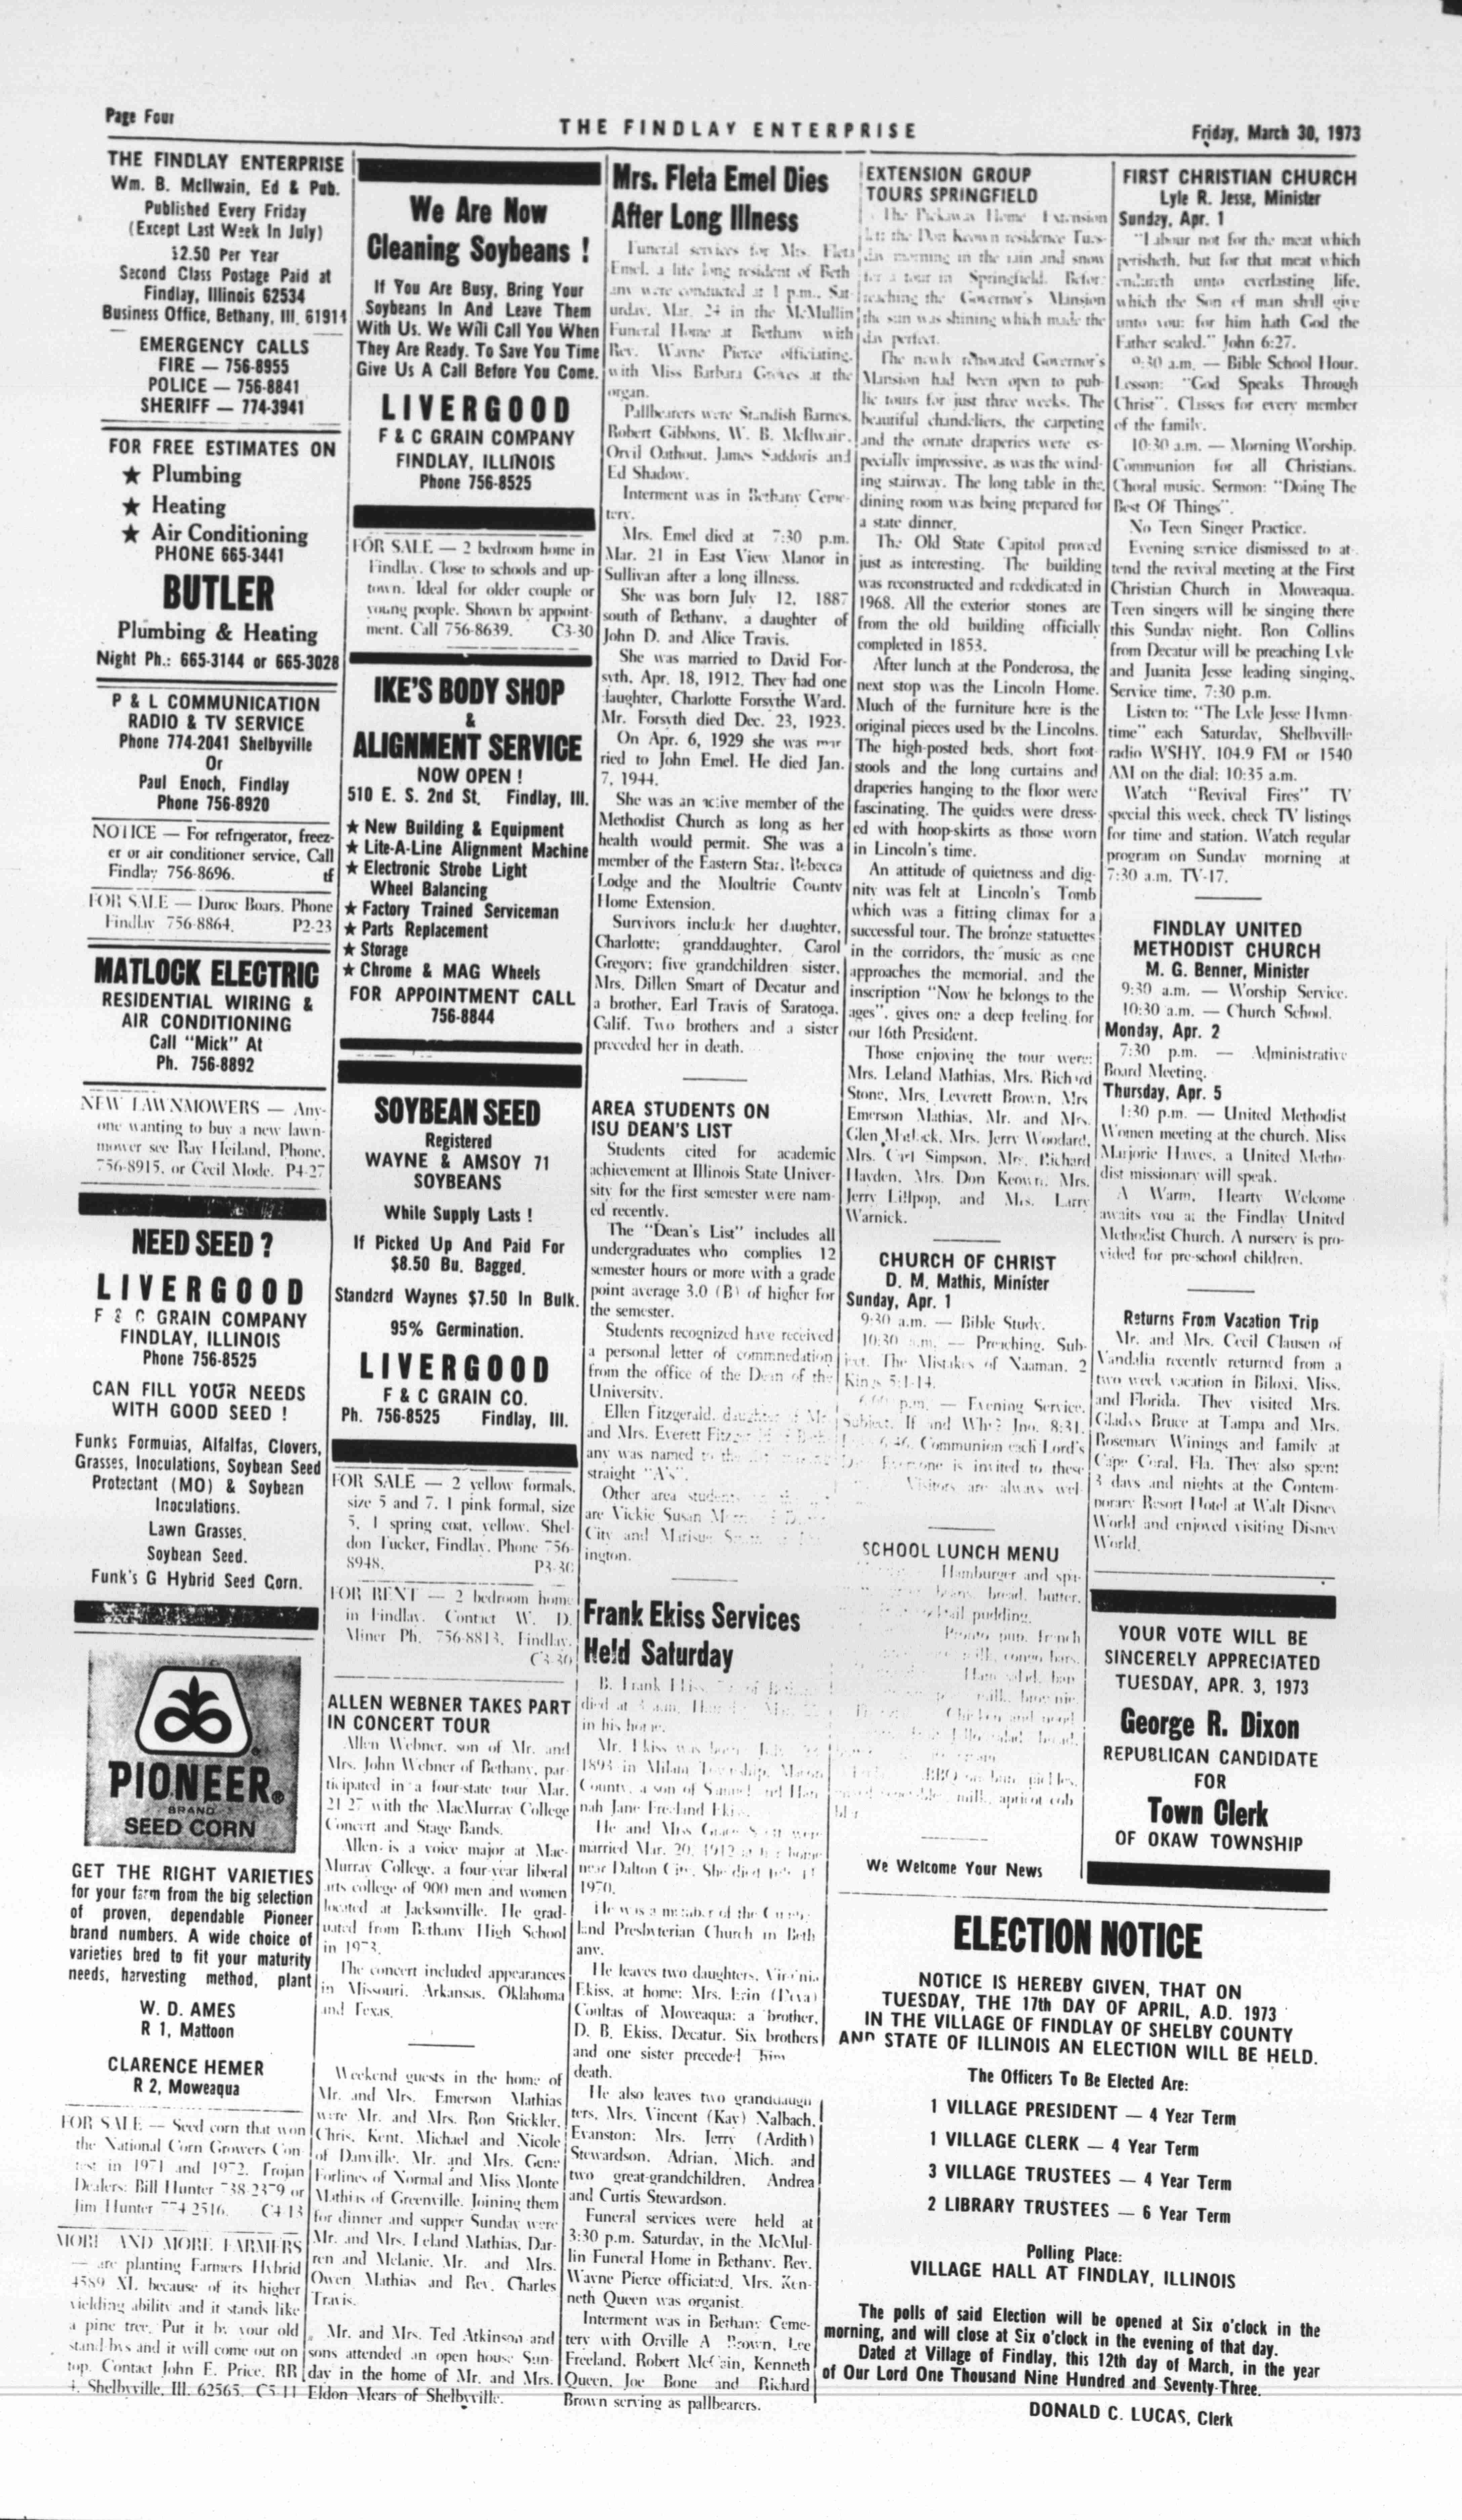 Page Four
THE FINDLAY ENTERPRISE
Friday, March 30, 1973
THE FINDLAY ENTERPRISE
Wm. B. McIlwain, Ed & Pub.
Published Every Friday
(Except Last Week In July)
$2.50 Per Year
Second Class Postage Paid at
Findlay, Illinois 62534
Business Office, Bethany, Ill. 61914
EMERGENCY CALLS
FIRE — 756-8955
POLICE — 756-8841
SHERIFF — 774-3941
FOR FREE ESTIMATES ON
★ Plumbing
★ Heating
★ Air Conditioning
PHONE 665-3441
BUTLER
Plumbing & Heating
Night Ph.: 665-3144 or 665-3028
P & L COMMUNICATION
RADIO & TV SERVICE
Phone 774-2041 Shelbyville
Or
Paul Enoch, Findlay
Phone 756-8920
NOTICE — For refrigerator, freez-
er or air conditioner service, Call
Findlay 756-8696. tf
FOR SALE — Duroc Boars. Phone
Findlay 756-8864. P2-23
MATLOCK ELECTRIC
RESIDENTIAL WIRING &
AIR CONDITIONING
Call "Mick" At
Ph. 756-8892
NEW LAWNMOWERS — Any-
one wanting to buy a new lawn-
mower see Ray Heiland, Phone,
756-8915, or Cecil Mode. P4-27
NEED SEED ?
LIVERGOOD
F & C GRAIN COMPANY
FINDLAY, ILLINOIS
Phone 756-8525
CAN FILL YOUR NEEDS
WITH GOOD SEED !
Funks Formulas, Alfalfas, Clovers,
Grasses, Inoculations, Soybean Seed
Protectant (MO) & Soybean
Inoculations.
Lawn Grasses.
Soybean Seed.
Funk's G Hybrid Seed Corn.
PIONEER®
BRAND
SEED CORN
GET THE RIGHT VARIETIES
for your farm from the big selection
of proven, dependable Pioneer
brand numbers. A wide choice of
varieties bred to fit your maturity
needs, harvesting method, plant
W. D. AMES
R 1, Mattoon
CLARENCE HEMER
R 2, Moweaqua
FOR SALE — Seed corn that won
the National Corn Growers Con-
test in 1971 and 1972. Trojan
Dealers: Bill Hunter 738-2379 or
Jim Hunter 774-2516. C4-13
MORE AND MORE FARMERS
— are planting Farmers Hybrid
4589 XL because of its higher
yielding ability and it stands like
a pine tree. Put it by your old
stand-bys and it will come out on
top. Contact John E. Price, RR
4, Shelbyville, Ill. 62565. C5-11
We Are Now
Cleaning Soybeans !
If You Are Busy, Bring Your
Soybeans In And Leave Them
With Us. We Will Call You When
They Are Ready. To Save You Time
Give Us A Call Before You Come.
LIVERGOOD
F & C GRAIN COMPANY
FINDLAY, ILLINOIS
Phone 756-8525
FOR SALE — 2 bedroom home in
Findlay. Close to schools and up-
town. Ideal for older couple or
young people. Shown by appoint-
ment. Call 756-8639. C3-30
IKE'S BODY SHOP
&
ALIGNMENT SERVICE
NOW OPEN !
510 E. S. 2nd St. Findlay, Ill.
★ New Building & Equipment
★ Lite-A-Line Alignment Machine
★ Electronic Strobe Light
Wheel Balancing
★ Factory Trained Serviceman
★ Parts Replacement
★ Storage
★ Chrome & MAG Wheels
FOR APPOINTMENT CALL
756-8844
SOYBEAN SEED
Registered
WAYNE & AMSOY 71
SOYBEANS
While Supply Lasts !
If Picked Up And Paid For
$8.50 Bu. Bagged.
Standard Waynes $7.50 In Bulk.
95% Germination.
LIVERGOOD
F & C GRAIN CO.
Ph. 756-8525 Findlay, Ill.
FOR SALE — 2 yellow formals,
size 5 and 7. 1 pink formal, size
5, 1 spring coat, yellow. Shel-
don Tucker, Findlay. Phone 756-
8948. P3-30
FOR RENT — 2 bedroom home
in Findlay. Contact W. D.
Miner Ph. 756-8813, Findlay.
C3-30
ALLEN WEBNER TAKES PART
IN CONCERT TOUR
Allen Webner, son of Mr. and
Mrs. John Webner of Bethany, par-
ticipated in a four-state tour Mar.
21-27 with the MacMurray College
Concert and Stage Bands.
Allen is a voice major at Mac-
Murray College, a four-year liberal
arts college of 900 men and women
located at Jacksonville. He grad-
uated from Bethany High School
in 1973.
The concert included appearances
in Missouri, Arkansas, Oklahoma
and Texas.
Weekend guests in the home of
Mr. and Mrs. Emerson Mathias
were Mr. and Mrs. Ron Stickler,
Chris, Kent, Michael and Nicole
of Danville, Mr. and Mrs. Gene
Forlines of Normal and Miss Monte
Mathias of Greenville. Joining them
for dinner and supper Sunday were
Mr. and Mrs. Leland Mathias, Dar-
ren and Melanie, Mr. and Mrs.
Owen Mathias and Rev. Charles
Travis.
Mr. and Mrs. Ted Atkinson and
sons attended an open house Sun-
day in the home of Mr. and Mrs.
Eldon Mears of Shelbyville.
Mrs. Fleta Emel Dies
After Long Illness
Funeral services for Mrs. Fleta
Emel, a life long resident of Beth
any were conducted at 1 p.m., Sat-
urday, Mar. 24 in the McMullin
Funeral Home at Bethany with
Rev. Wayne Pierce officiating,
with Miss Barbara Groves at the
organ.
Pallbearers were Standish Barnes,
Robert Gibbons, W. B. McIlwain,
Orvil Oathout, James Saddoris and
Ed Shadow.
Interment was in Bethany Ceme-
tery.
Mrs. Emel died at 7:30 p.m.
Mar. 21 in East View Manor in
Sullivan after a long illness.
She was born July 12, 1887
south of Bethany, a daughter of
John D. and Alice Travis.
She was married to David For-
syth, Apr. 18, 1912. They had one
daughter, Charlotte Forsythe Ward.
Mr. Forsyth died Dec. 23, 1923.
On Apr. 6, 1929 she was mar
ried to John Emel. He died Jan.
7, 1944.
She was an active member of the
Methodist Church as long as her
health would permit. She was a
member of the Eastern Star, Rebecca
Lodge and the Moultrie County
Home Extension.
Survivors include her daughter,
Charlotte; granddaughter, Carol
Gregory; five grandchildren sister,
Mrs. Dillen Smart of Decatur and
a brother, Earl Travis of Saratoga,
Calif. Two brothers and a sister
preceded her in death.
AREA STUDENTS ON
ISU DEAN'S LIST
Students cited for academic
achievement at Illinois State Univer-
sity for the first semester were nam-
ed recently.
The "Dean's List" includes all
undergraduates who complies 12
semester hours or more with a grade
point average 3.0 (B) of higher for
the semester.
Students recognized have received
a personal letter of commnedation
from the office of the Dean of the
University.
Ellen Fitzgerald, daughter of Mr.
and Mrs. Everett
any was named to the
straight "A's".
Other area students
are Vickie Susan
City and
ington.
Frank Ekiss Services
Held Saturday
B. Frank Ekiss,
died at
in his home.
Mr. Ekiss was born
1893 in Milam Township, Macon
County, a son of Samuel and Han
nah Jane Freeland Ekiss.
He and Miss Grace Scott were
married Mar. 20, 1912 at her home
near Dalton City. She died
1970.
He was a member of the
land Presbyterian Church in Beth
any.
He leaves two daughters, Virginia
Ekiss, at home; Mrs. Erin (Reva)
Coultas of Moweaqua; a brother,
D. B. Ekiss, Decatur. Six brothers
and one sister preceded him
death.
He also leaves two granddaugh
ters, Mrs. Vincent (Kay) Nalbach,
Evanston; Mrs. Jerry (Ardith)
Stewardson, Adrian, Mich. and
two great-grandchildren, Andrea
and Curtis Stewardson.
Funeral services were held at
3:30 p.m. Saturday, in the McMul-
lin Funeral Home in Bethany. Rev.
Wayne Pierce officiated. Mrs. Ken-
neth Queen was organist.
Interment was in Bethany Ceme-
tery with Orville A Brown, Lee
Freeland, Robert McCain, Kenneth
Queen, Joe Bone and Richard
Brown serving as pallbearers.
EXTENSION GROUP
TOURS SPRINGFIELD
The Pickaway Home Extension
left the Don Keown residence Tues-
day morning in the rain and snow
for a tour in Springfield. Before
reaching the Governor's Mansion
the sun was shining which made the
day perfect.
The newly renovated Governor's
Mansion had been open to pub-
lic tours for just three weeks. The
beautiful chandeliers, the carpeting
and the ornate draperies were es-
pecially impressive, as was the wind-
ing stairway. The long table in the
dining room was being prepared for
a state dinner.
The Old State Capitol proved
just as interesting. The building
was reconstructed and rededicated in
1968. All the exterior stones are
from the old building officially
completed in 1853.
After lunch at the Ponderosa, the
next stop was the Lincoln Home.
Much of the furniture here is the
original pieces used by the Lincolns.
The high-posted beds, short foot-
stools and the long curtains and
draperies hanging to the floor were
fascinating. The guides were dress-
ed with hoop-skirts as those worn
in Lincoln's time.
An attitude of quietness and dig-
nity was felt at Lincoln's Tomb
which was a fitting climax for a
successful tour. The bronze statuettes
in the corridors, the music as one
approaches the memorial, and the
inscription "Now he belongs to the
ages", gives one a deep feeling for
our 16th President.
Those enjoying the tour were:
Mrs. Leland Mathias, Mrs. Richard
Stone, Mrs. Leverett Brown, Mrs
Emerson Mathias, Mr. and Mrs.
Glen Matlock, Mrs. Jerry Woodard,
Mrs. Carl Simpson, Mrs. Richard
Hayden, Mrs. Don Keown, Mrs.
Jerry Lillpop, and Mrs. Larry
Warnick.
CHURCH OF CHRIST
D. M. Mathis, Minister
Sunday, Apr. 1
9:30 a.m. — Bible Study.
10:30 a.m. — Preaching. Sub-
ject, The Mistakes of Naaman. 2
Kings 5:1-14.
p.m. — Evening Service.
Subject, If and Why? Jno. 8:31,
6:46. Communion each Lord's
Day. Everyone is invited to these
Visitors are always wel-
SCHOOL LUNCH MENU
Hamburger and spa-
beans, bread, butter,
pudding.
Pronto pup, french
milk, congo bars.
Ham salad,
milk, brownie.
Chicken and
Jello salad, bread,
BBQ on bun, pickles,
milk, apricot cob
bler.
We Welcome Your News
FIRST CHRISTIAN CHURCH
Lyle R. Jesse, Minister
Sunday, Apr. 1
"Labour not for the meat which
perisheth, but for that meat which
endureth unto everlasting life,
which the Son of man shall give
unto you: for him hath God the
Father sealed." John 6:27.
9:30 a.m. — Bible School Hour.
Lesson: "God Speaks Through
Christ". Classes for every member
of the family.
10:30 a.m. — Morning Worship.
Communion for all Christians.
Choral music. Sermon: "Doing The
Best Of Things".
No Teen Singer Practice.
Evening service dismissed to at-
tend the revival meeting at the First
Christian Church in Moweaqua.
Teen singers will be singing there
this Sunday night. Ron Collins
from Decatur will be preaching Lyle
and Juanita Jesse leading singing.
Service time, 7:30 p.m.
Listen to: "The Lyle Jesse Hymn-
time" each Saturday, Shelbyville
radio WSHY, 104.9 FM or 1540
AM on the dial; 10:35 a.m.
Watch "Revival Fires" TV
special this week, check TV listings
for time and station. Watch regular
program on Sunday morning at
7:30 a.m. TV-17.
FINDLAY UNITED
METHODIST CHURCH
M. G. Benner, Minister
9:30 a.m. — Worship Service.
10:30 a.m. — Church School.
Monday, Apr. 2
7:30 p.m. — Administrative
Board Meeting.
Thursday, Apr. 5
1:30 p.m. — United Methodist
Women meeting at the church. Miss
Marjorie Hawes, a United Metho-
dist missionary will speak.
A Warm, Hearty Welcome
awaits you at the Findlay United
Methodist Church. A nursery is pro-
vided for pre-school children.
Returns From Vacation Trip
Mr. and Mrs. Cecil Clausen of
Vandalia recently returned from a
two week vacation in Biloxi, Miss.
and Florida. They visited Mrs.
Gladys Bruce at Tampa and Mrs.
Rosemary Winings and family at
Cape Coral, Fla. They also spent
3 days and nights at the Contem-
porary Resort Hotel at Walt Disney
World and enjoyed visiting Disney
World.
YOUR VOTE WILL BE
SINCERELY APPRECIATED
TUESDAY, APR. 3, 1973
George R. Dixon
REPUBLICAN CANDIDATE
FOR
Town Clerk
OF OKAW TOWNSHIP
ELECTION NOTICE
NOTICE IS HEREBY GIVEN, THAT ON
TUESDAY, THE 17th DAY OF APRIL, A.D. 1973
IN THE VILLAGE OF FINDLAY OF SHELBY COUNTY
AND STATE OF ILLINOIS AN ELECTION WILL BE HELD.
The Officers To Be Elected Are:
1 VILLAGE PRESIDENT — 4 Year Term
1 VILLAGE CLERK — 4 Year Term
3 VILLAGE TRUSTEES — 4 Year Term
2 LIBRARY TRUSTEES — 6 Year Term
Polling Place:
VILLAGE HALL AT FINDLAY, ILLINOIS
The polls of said Election will be opened at Six o'clock in the
morning, and will close at Six o'clock in the evening of that day.
Dated at Village of Findlay, this 12th day of March, in the year
of Our Lord One Thousand Nine Hundred and Seventy-Three.
DONALD C. LUCAS, Clerk